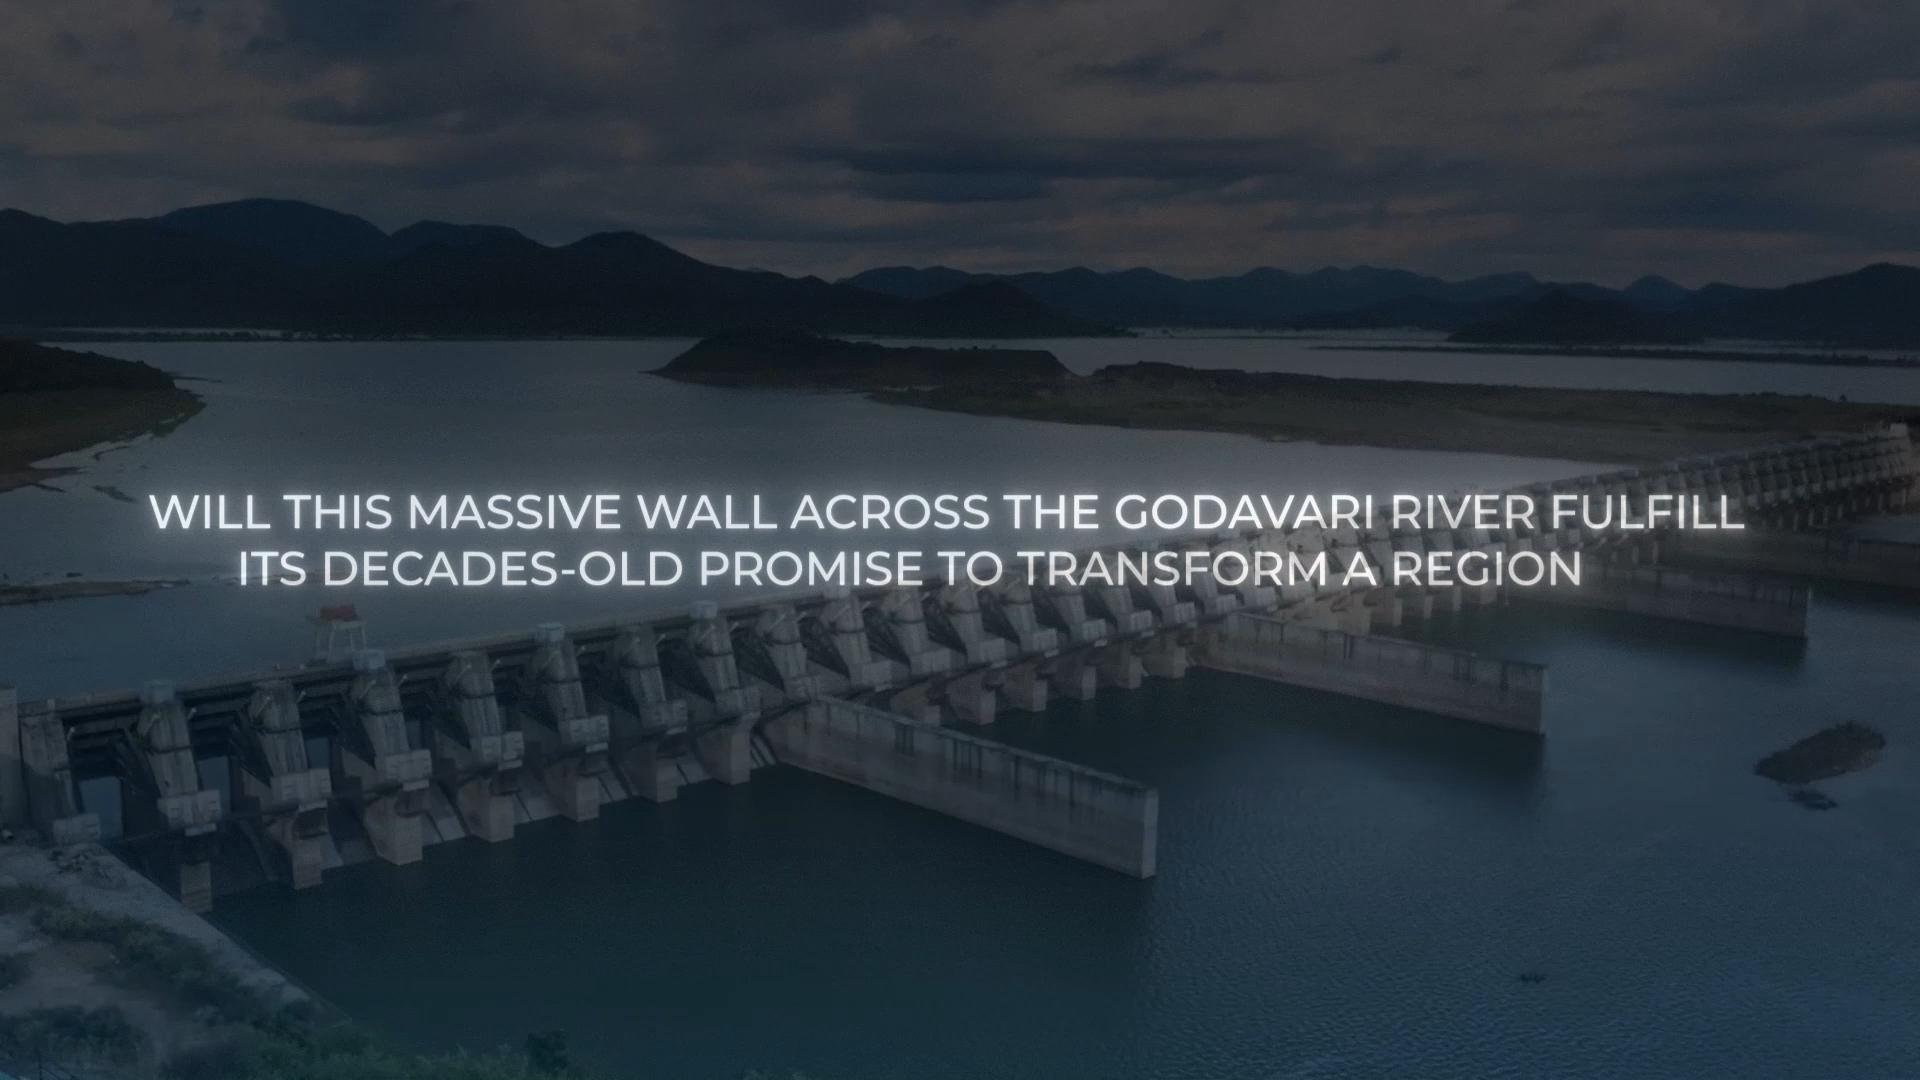 WILL THIS MASSIVE WALL ACROSS THE GODAVARI RIVER FULFILL
ITS DECADES-OLD PROMISE TO TRANSFORM A REGION